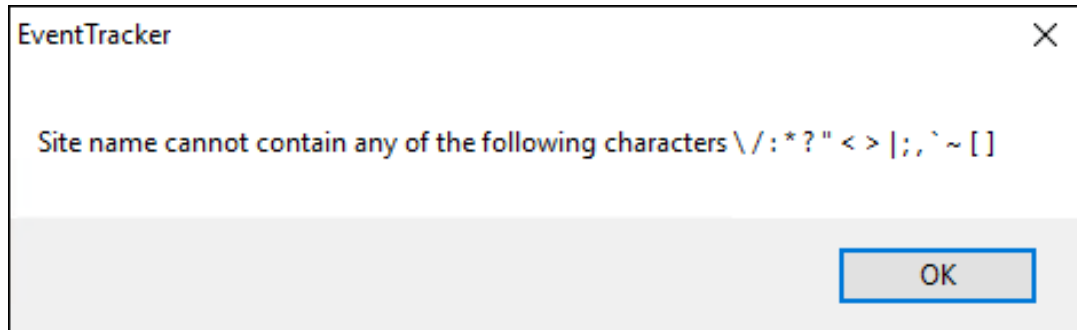 EventTracker
Site name cannot contain any of the following characters \ / : * ? " < > | ; , ` ~ [ ]
OK